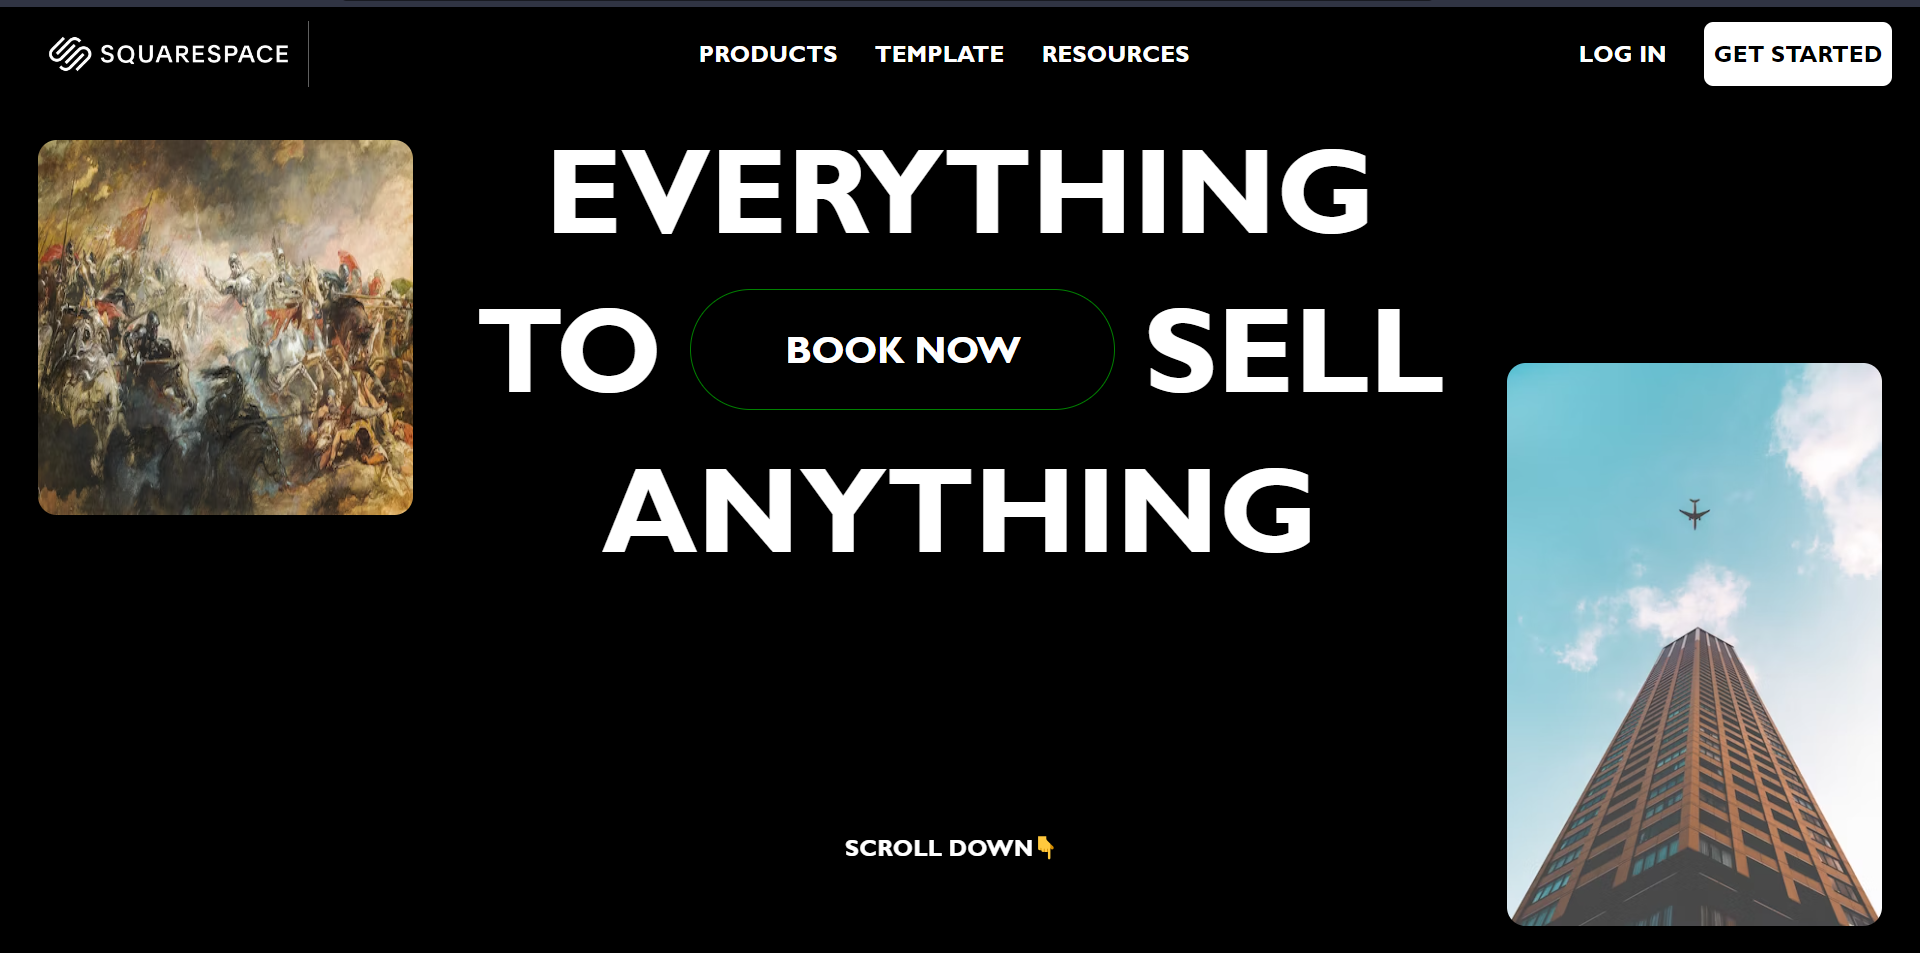 SQUARESPACE
PRODUCTS TEMPLATE RESOURCES
LOG IN GET STARTED
EVERYTHING
TO BOOK NOW SELL
ANYTHING
SCROLL DOWN👇